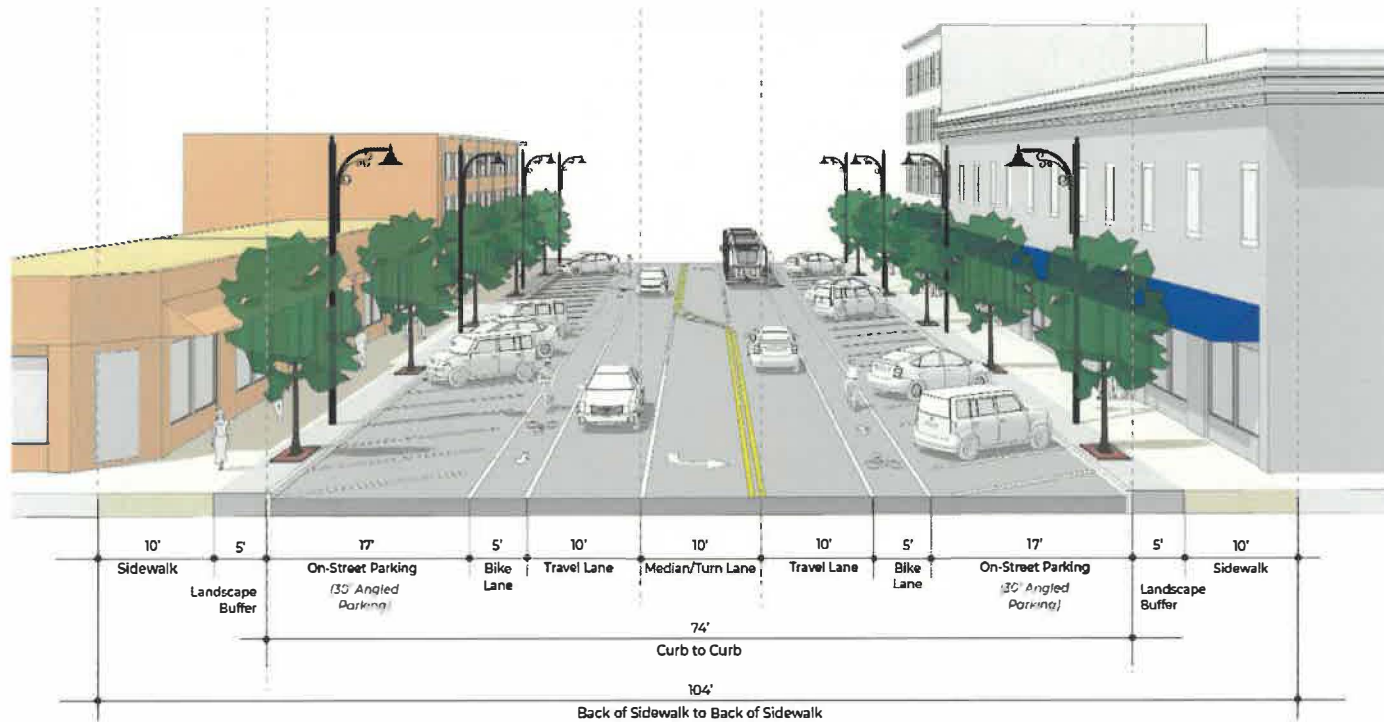 10'
Sidewalk
5'
Landscape
Buffer
17'
On-Street Parking
(30° Angled
Parking)
5'
Bike
Lane
10'
Travel Lane
10'
Median/Turn Lane
10'
Travel Lane
5'
Bike
Lane
17'
On-Street Parking
(30° Angled
Parking)
5'
Landscape
Buffer
10'
Sidewalk
74'
Curb to Curb
104'
Back of Sidewalk to Back of Sidewalk